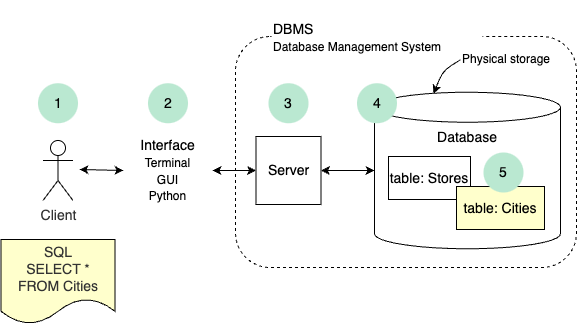 DBMS
Database Management System
Physical storage
1
2
3
4
Interface
Terminal
GUI
Python
Server
Database
table: Stores
5
table: Cities
Client
SQL
SELECT *
FROM Cities